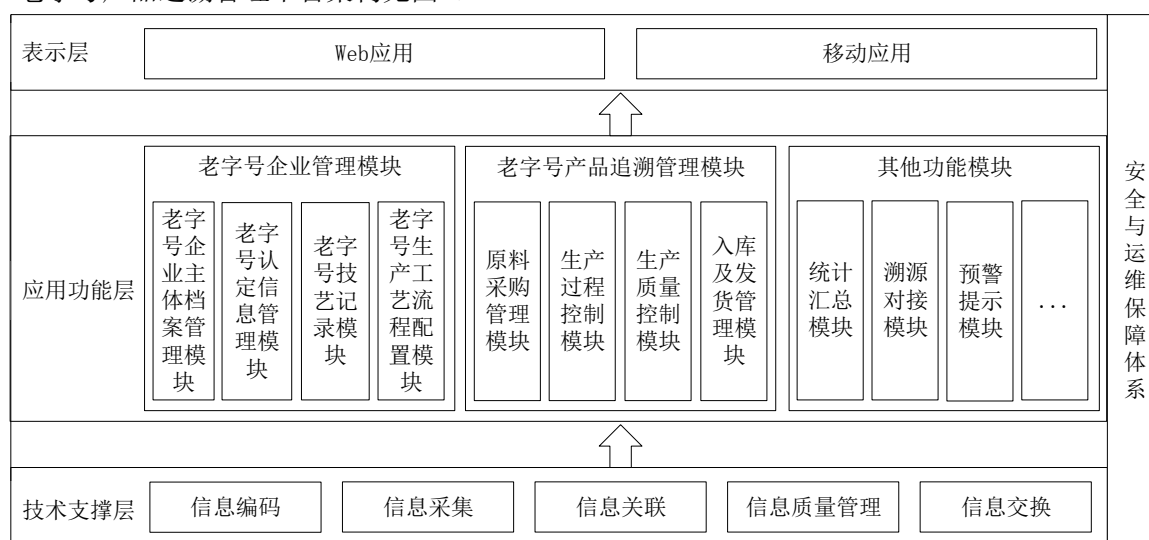 表示层
Web应用
移动应用
应用功能层
老字号企业管理模块
老字
号企
业主
体档
案管
理模
块
老字
号认
定信
息管
理模
块
老字
号技
艺记
录模
块
老字
号生
产工
艺流
程配
置模
块
老字号产品追溯管理模块
原料
采购
管理
模块
生产
过程
控制
模块
生产
质量
控制
模块
入库
及发
货管
理模
块
其他功能模块
统计
汇总
模块
溯源
对接
模块
预警
提示
模块
...
技术支撑层
信息编码
信息采集
信息关联
信息质量管理
信息交换
安
全
与
运
维
保
障
体
系